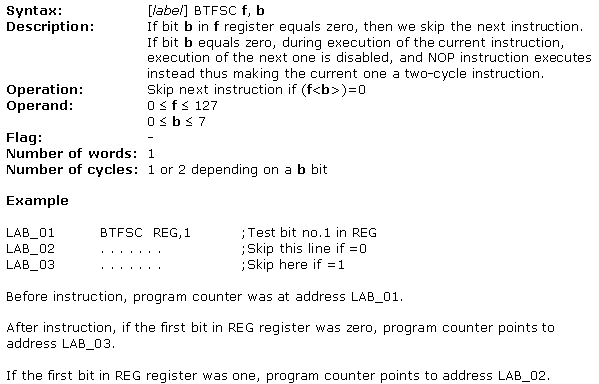 Syntax: [label] BTFSC f, b
Description: If bit b in f register equals zero, then we skip the next instruction.
If bit b equals zero, during execution of the current instruction,
execution of the next one is disabled, and NOP instruction executes
instead thus making the current one a two-cycle instruction.
Operation: Skip next instruction if (f<b>)=0
Operand: 0 ≤ f ≤ 127
0 ≤ b ≤ 7
Flag: -
Number of words: 1
Number of cycles: 1 or 2 depending on a b bit
Example
LAB_01 BTFSC REG,1 ;Test bit no.1 in REG
LAB_02 . . . . . . . ;Skip this line if =0
LAB_03 . . . . . . . ;Skip here if =1
Before instruction, program counter was at address LAB_01.
After instruction, if the first bit in REG register was zero, program counter points to
address LAB_03.
If the first bit in REG register was one, program counter points to address LAB_02.